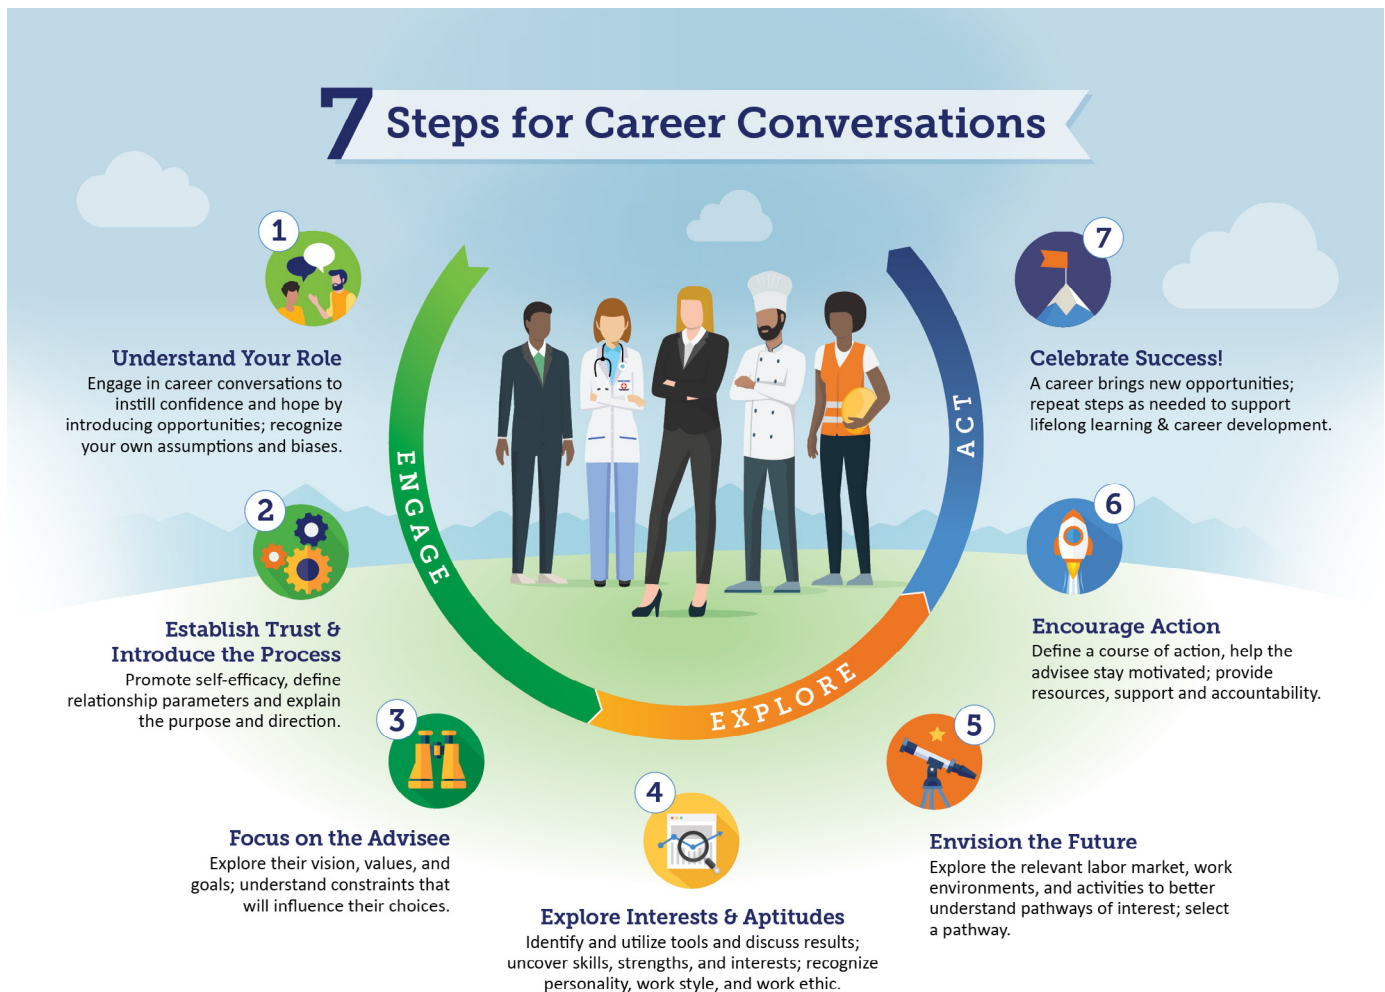 7 Steps for Career Conversations
1
Understand Your Role
Engage in career conversations to
instill confidence and hope by
introducing opportunities; recognize
your own assumptions and biases.
2
Establish Trust &
Introduce the Process
Promote self-efficacy, define
relationship parameters and explain
the purpose and direction.
3
Focus on the Advisee
Explore their vision, values, and
goals; understand constraints that
will influence their choices.
4
Explore Interests & Aptitudes
Identify and utilize tools and discuss results;
uncover skills, strengths, and interests; recognize
personality, work style, and work ethic.
5
Envision the Future
Explore the relevant labor market, work
environments, and activities to better
understand pathways of interest; select
a pathway.
6
Encourage Action
Define a course of action, help the
advisee stay motivated; provide
resources, support and accountability.
7
Celebrate Success!
A career brings new opportunities;
repeat steps as needed to support
lifelong learning & career development.
ENGAGE
EXPLORE
ACT